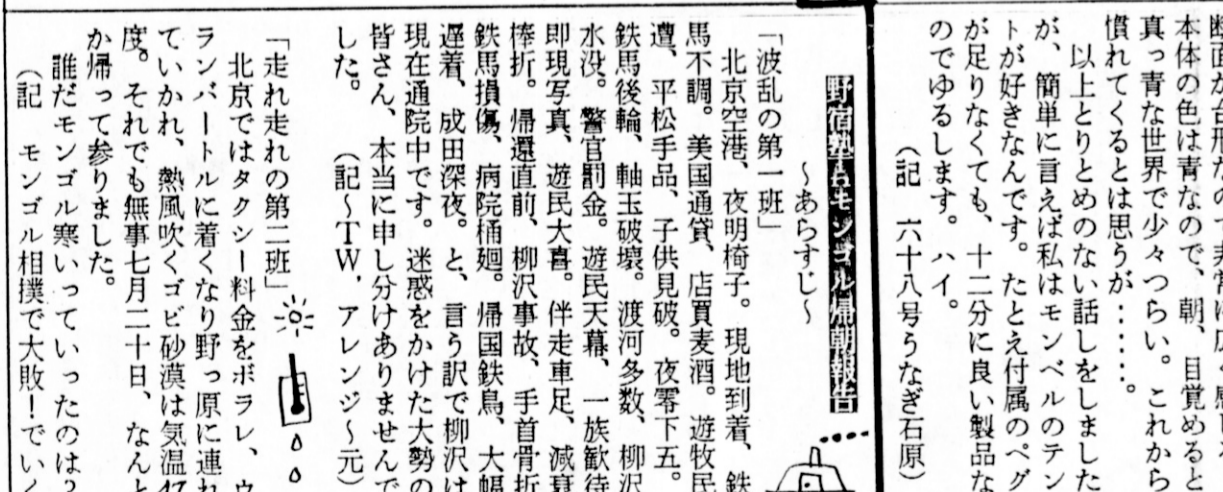 本体の色は青なので、朝、目覚めると
真っ青な世界で少々つらい。これから
慣れてくるとは思うが……。
以上とりとめのない話しをしました
が、簡単に言えば私はモンベルのテン
トが好きなんです。たとえ付属のペグ
が足りなくても、十二分に良い製品な
のでゆるします。ハイ。
(記 六十八号うなぎ石原)
野宿塾モンゴル帰朝報告
〜あらすじ〜
「波乱の第一班」
北京空港、夜明椅子。現地到着、鉄
馬不調。美国通貨、店買麦酒。遊牧民
遭、平松手品、子供見破。夜零下五。
鉄馬後輪、軸玉破壊。渡河多数、柳沢
水没。警官罰金。遊民天幕、一族歓待
即現写真、遊民大喜。伴走車足、減衰
棒折。帰還直前、柳沢事故、手首骨折
鉄馬損傷、病院桶廻。帰国鉄鳥、大幅
遅着、成田深夜。と、言う訳で柳沢は
現在通院中です。迷惑をかけた大勢の
皆さん、本当に申し分けありませんで
した。 (記〜TW,アレンジ〜元)
「走れ走れの第二班」
北京ではタクシー料金をボラレ、ウ
ランバートルに着くなり野っ原に連れ
ていかれ、熱風吹くゴビ砂漠は気温47
度。それでも無事七月二十日、なんと
か帰って参りました。
誰だモンゴル寒いっていったのは?
(記 モンゴル相撲で大敗!でいく